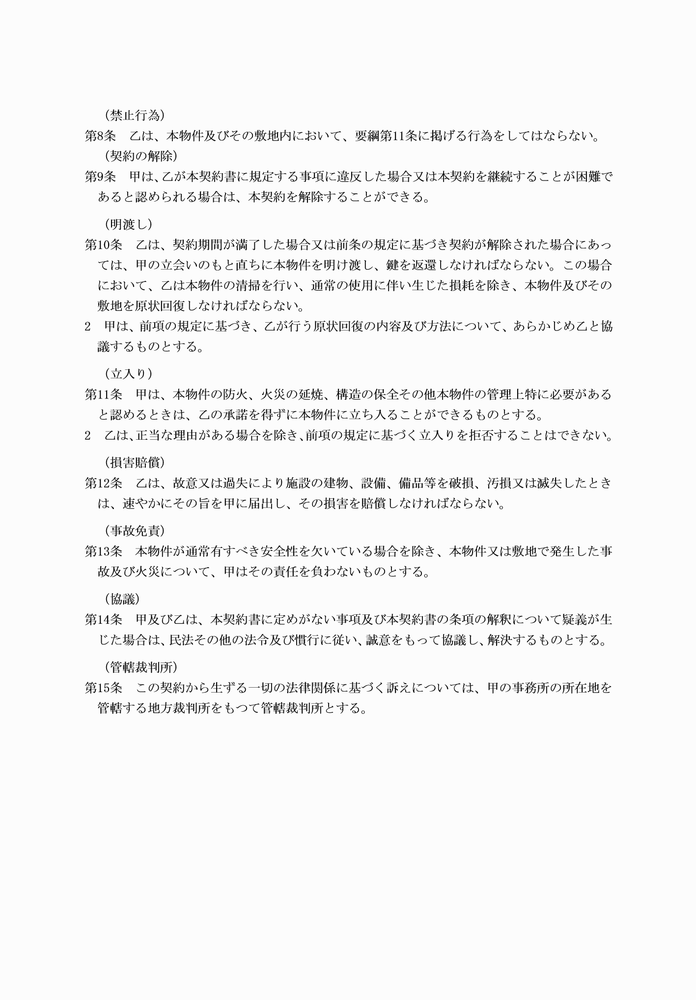 （禁止行為）
第8条　乙は、本物件及びその敷地内において、要綱第11条に掲げる行為をしてはならない。
（契約の解除）
第9条　甲は、乙が本契約書に規定する事項に違反した場合又は本契約を継続することが困難で
あると認められる場合は、本契約を解除することができる。
（明渡し）
第10条　乙は、契約期間が満了した場合又は前条の規定に基づき契約が解除された場合にあっ
ては、甲の立会いのもと直ちに本物件を明け渡し、鍵を返還しなければならない。この場合
において、乙は本物件の清掃を行い、通常の使用に伴い生じた損耗を除き、本物件及びその
敷地を原状回復しなければならない。
2　甲は、前項の規定に基づき、乙が行う原状回復の内容及び方法について、あらかじめ乙と協
議するものとする。
（立入り）
第11条　甲は、本物件の防火、火災の延焼、構造の保全その他本物件の管理上特に必要がある
と認めるときは、乙の承諾を得ずに本物件に立ち入ることができるものとする。
2　乙は、正当な理由がある場合を除き、前項の規定に基づく立入りを拒否することはできない。
（損害賠償）
第12条　乙は、故意又は過失により施設の建物、設備、備品等を破損、汚損又は滅失したとき
は、速やかにその旨を甲に届出し、その損害を賠償しなければならない。
（事故免責）
第13条　本物件が通常有すべき安全性を欠いている場合を除き、本物件又は敷地で発生した事
故及び火災について、甲はその責任を負わないものとする。
（協議）
第14条　甲及び乙は、本契約書に定めがない事項及び本契約書の条項の解釈について疑義が生
じた場合は、民法その他の法令及び慣行に従い、誠意をもって協議し、解決するものとする。
（管轄裁判所）
第15条　この契約から生ずる一切の法律関係に基づく訴えについては、甲の事務所の所在地を
管轄する地方裁判所をもつて管轄裁判所とする。